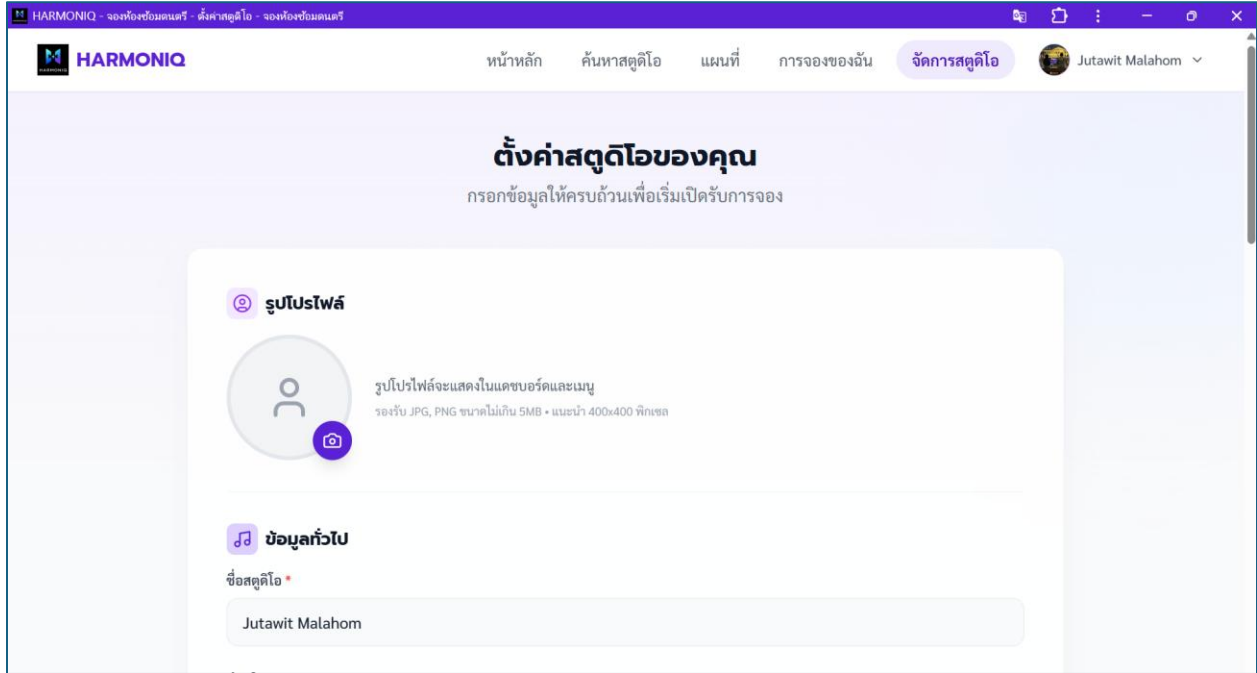 HARMONIQ - จองห้องซ้อมดนตรี - ตั้งค่าสตูดิโอ - จองห้องซ้อมดนตรี
HARMONIQ
หน้าหลัก
ค้นหาสตูดิโอ
แผนที่
การจองของฉัน
จัดการสตูดิโอ
Jutawit Malahom
ตั้งค่าสตูดิโอของคุณ
กรอกข้อมูลให้ครบถ้วนเพื่อเริ่มเปิดรับการจอง
รูปโปรไฟล์
รูปโปรไฟล์จะแสดงในแดชบอร์ดและเมนู
รองรับ JPG, PNG ขนาดไม่เกิน 5MB • แนะนำ 400x400 พิกเซล
ข้อมูลทั่วไป
ชื่อสตูดิโอ *
Jutawit Malahom